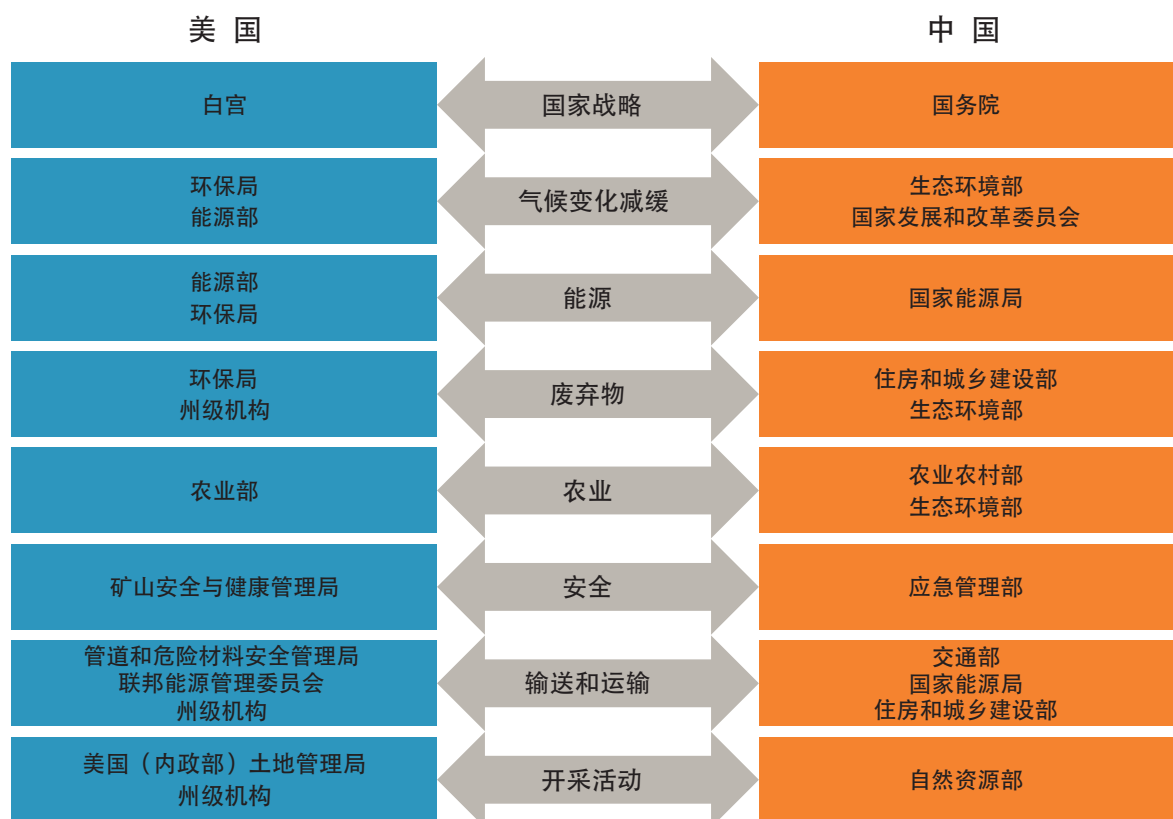 美国
中国
白宫
国家战略
国务院
环保局
能源部
气候变化减缓
生态环境部
国家发展和改革委员会
能源部
环保局
能源
国家能源局
环保局
州级机构
废弃物
住房和城乡建设部
生态环境部
农业部
农业
农业农村部
生态环境部
矿山安全与健康管理局
安全
应急管理部
管道和危险材料安全管理局
联邦能源管理委员会
州级机构
输送和运输
交通部
国家能源局
住房和城乡建设部
美国（内政部）土地管理局
州级机构
开采活动
自然资源部